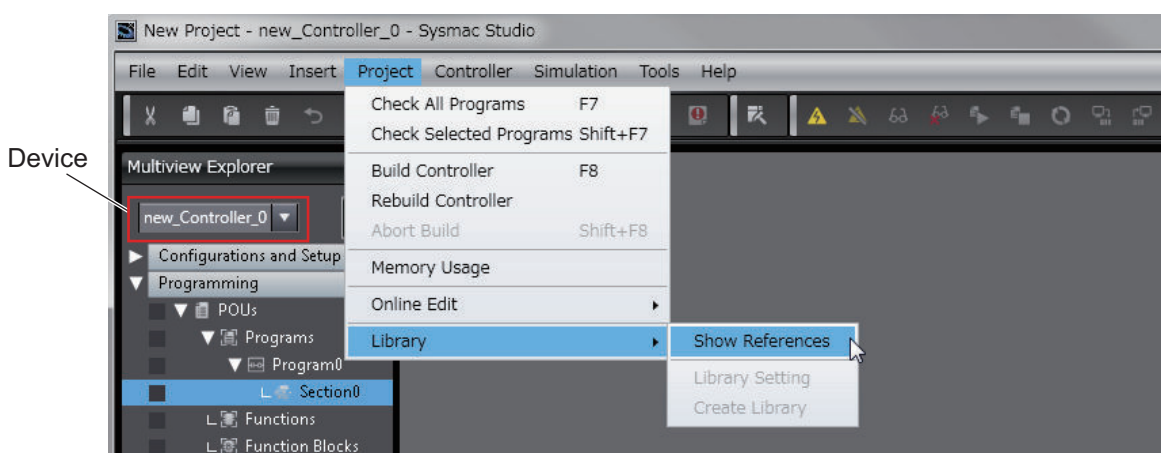 New Project - new_Controller_0 - Sysmac Studio
File Edit View Insert Project Controller Simulation Tools Help
Check All Programs F7
Check Selected Programs Shift+F7
Device
Multiview Explorer
Build Controller F8
new_Controller_0
Rebuild Controller
Abort Build Shift+F8
Configurations and Setup
Memory Usage
Programming
Online Edit
POUs
Programs
Library
Show References
Program0
Library Setting
Section0
Create Library
Functions
Function Blocks